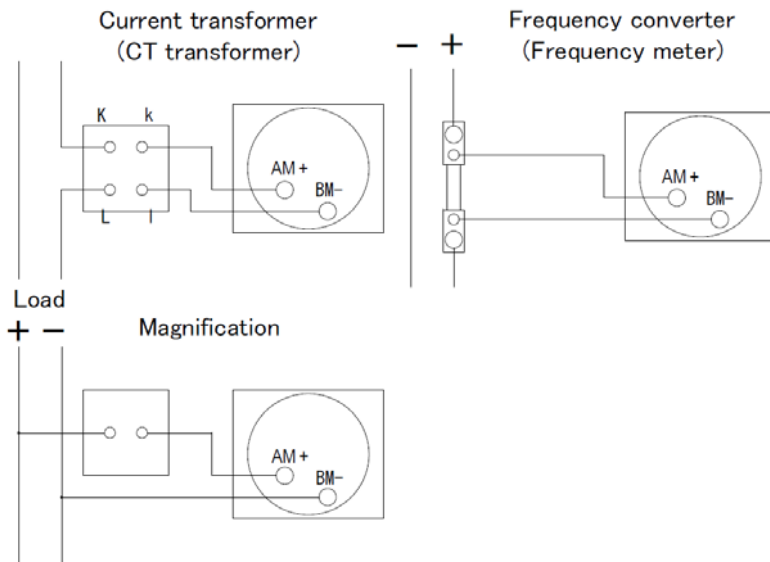 Current transformer
(CT transformer)
− +
Frequency converter
(Frequency meter)
K k
AM+
BM−
L l
AM+
BM−
Load
+ −
Magnification
AM+
BM−